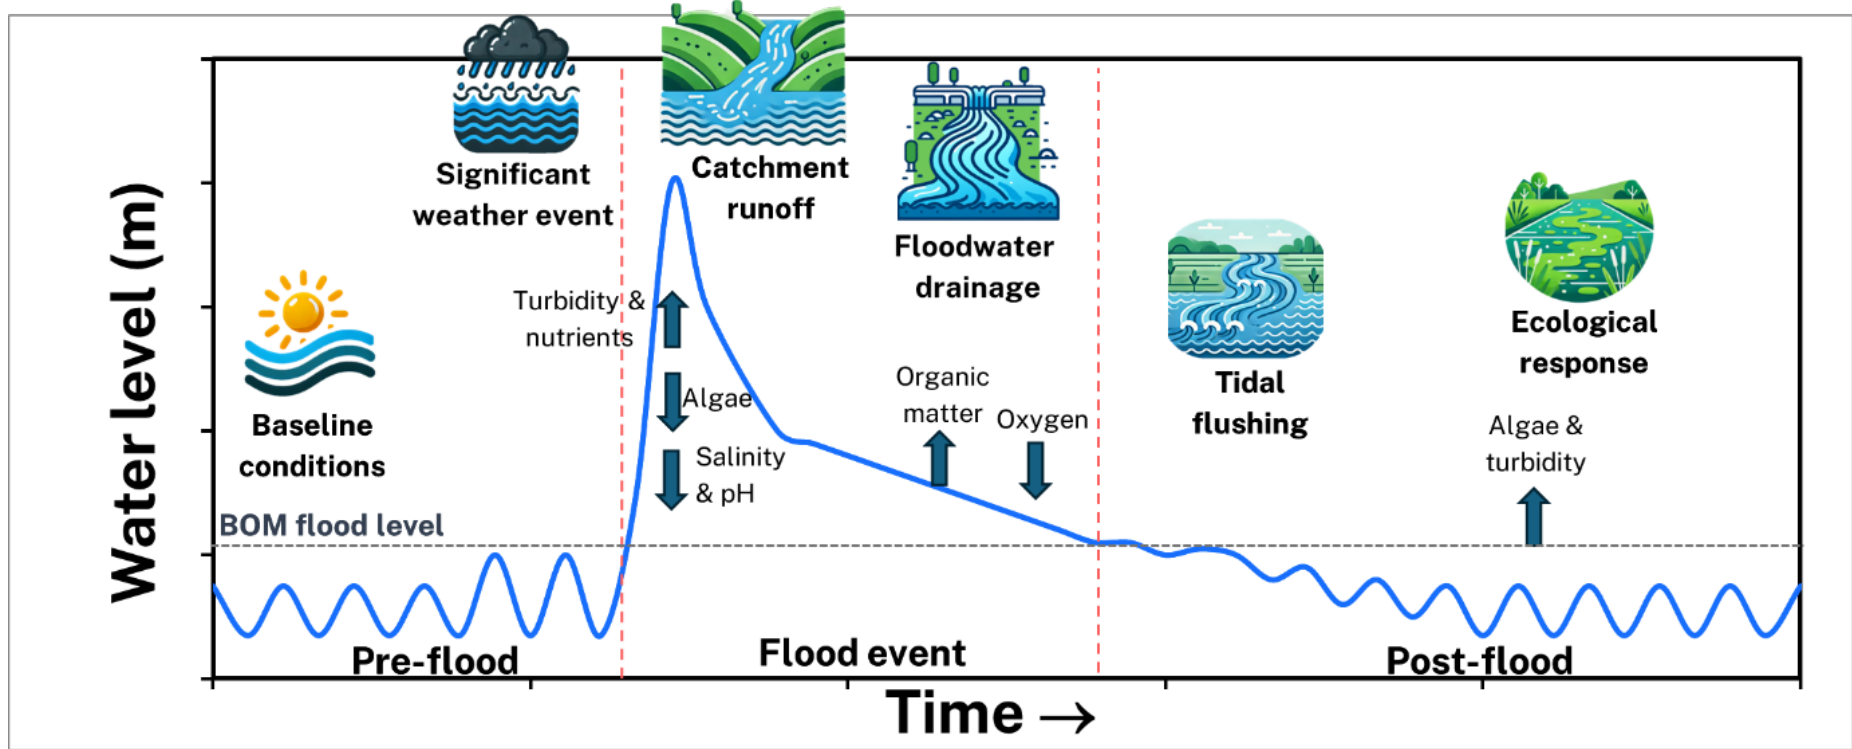 Significant
weather event
Catchment
runoff
Floodwater
drainage
Ecological
response
Turbidity &
nutrients
Baseline
conditions
Algae
Salinity
& pH
Organic
matter
Oxygen
Tidal
flushing
Algae &
turbidity
BOM flood level
Pre-flood
Flood event
Post-flood
Water level (m)
Time →